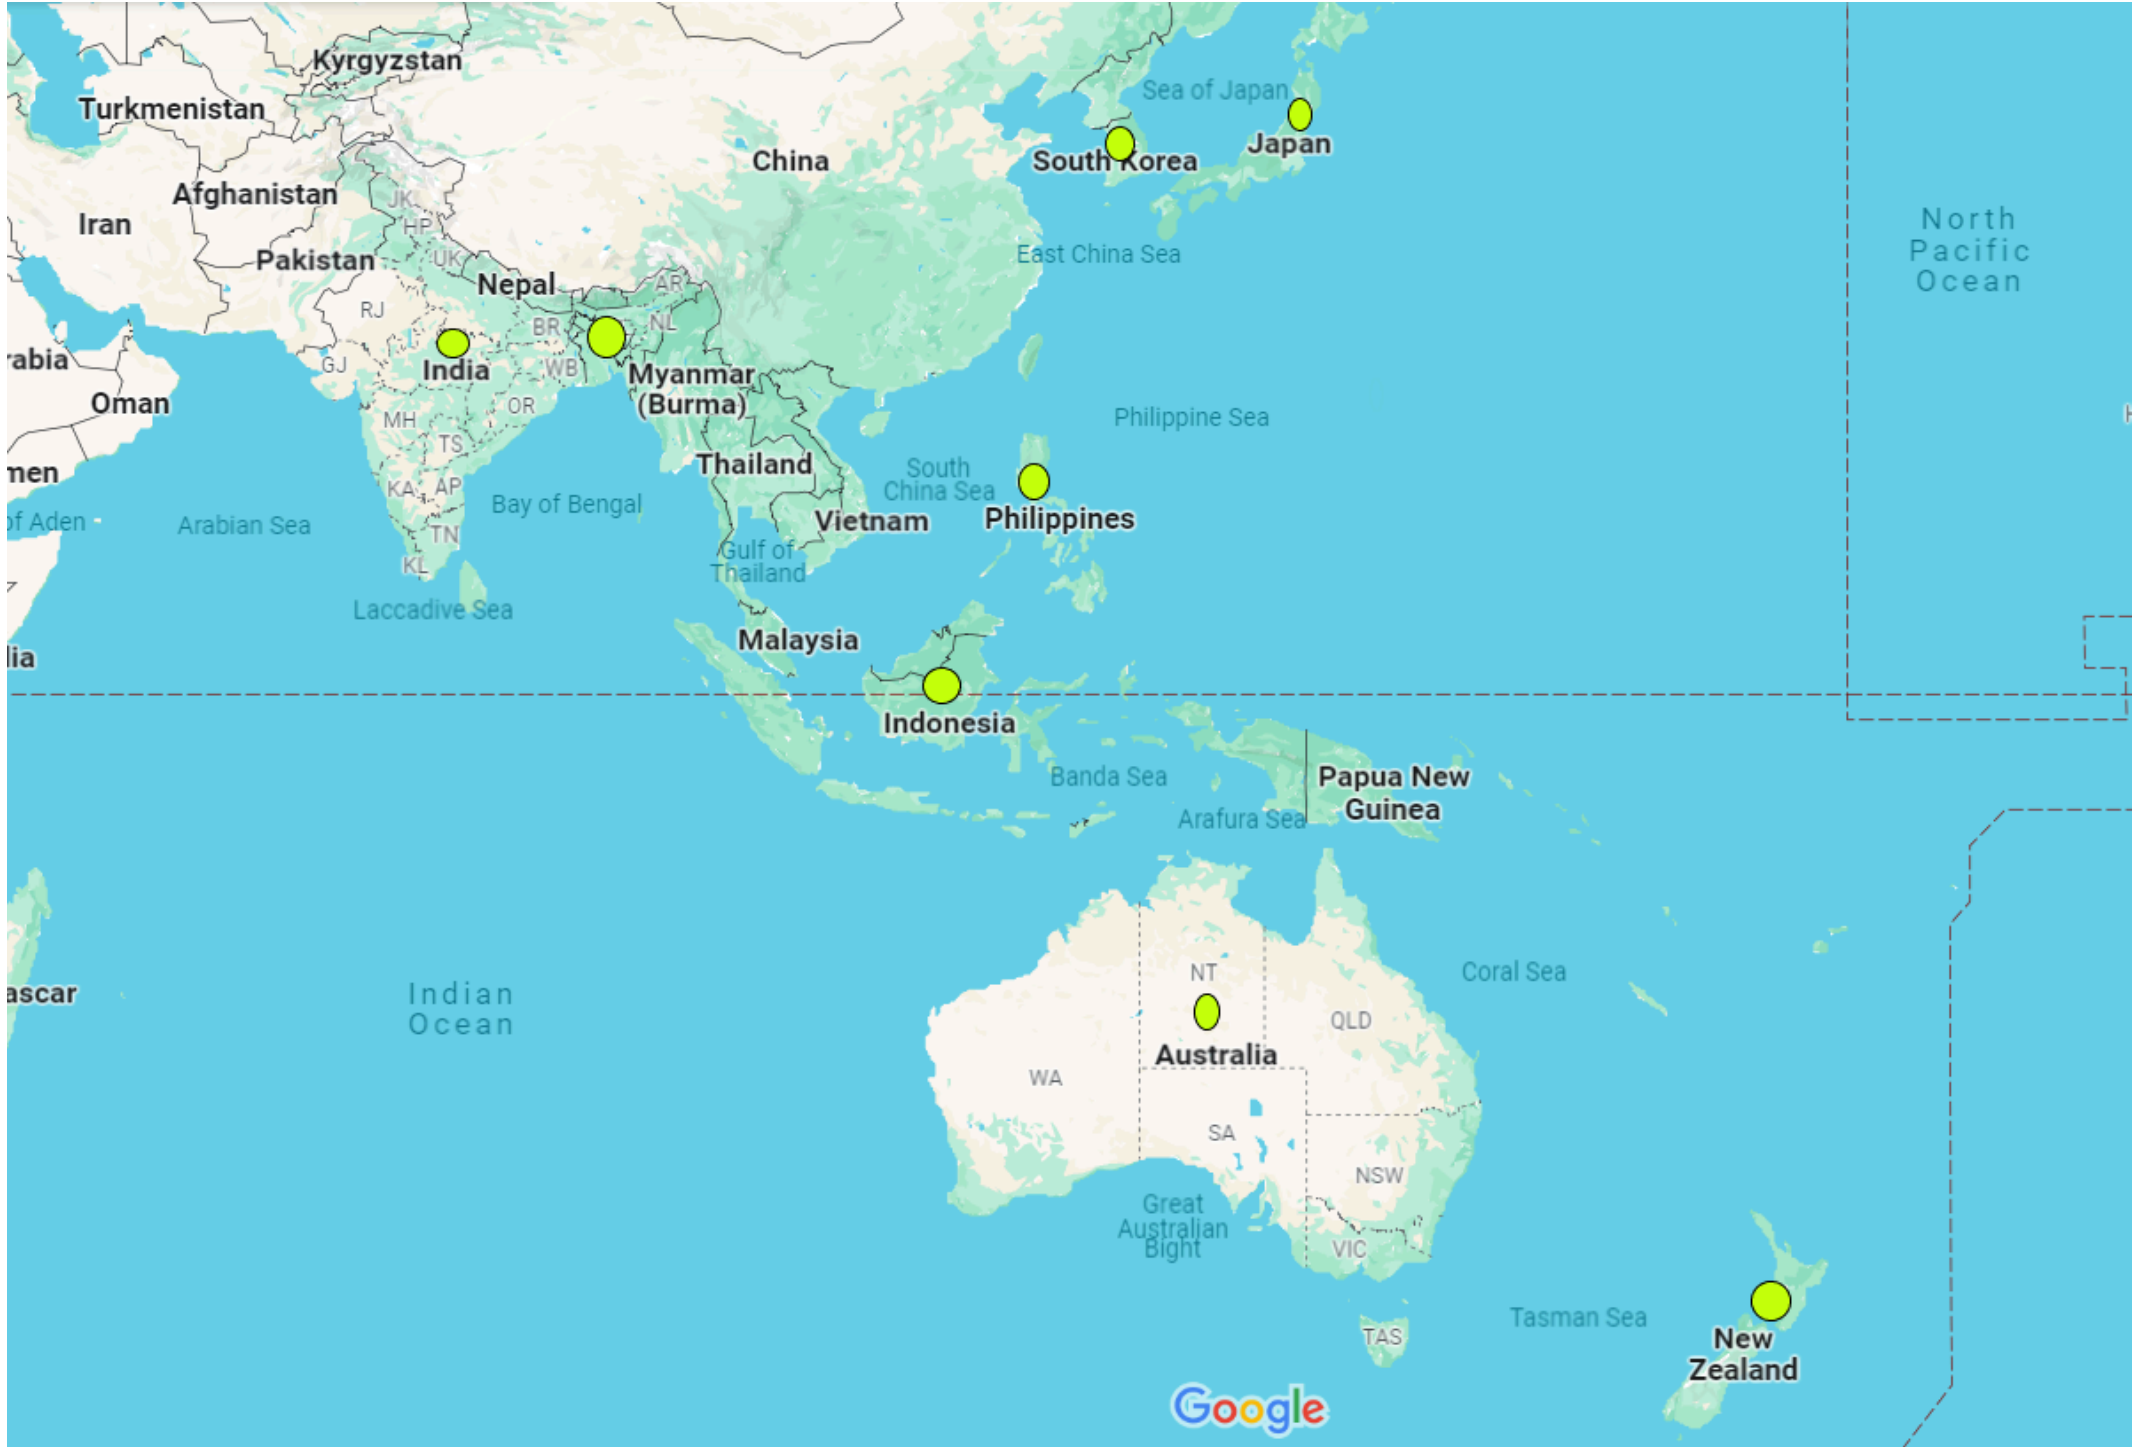 Kyrgyzstan
Turkmenistan
Sea of Japan
Japan
China
South Korea
Afghanistan
JK
HP
Iran
North
Pacific
Ocean
Pakistan
UK
East China Sea
Nepal
AR
RJ
BR
NL
rabia
GJ
India
WB
Myanmar
(Burma)
Oman
MH
OR
Philippine Sea
TS
Thailand
men
South
China Sea
KA
AP
Bay of Bengal
of Aden
Arabian Sea
Vietnam
Philippines
TN
Gulf of
Thailand
KL
Laccadive Sea
Malaysia
lia
Indonesia
Banda Sea
Papua New
Guinea
Arafura Sea
NT
Coral Sea
ascar
Indian
Ocean
QLD
Australia
WA
SA
NSW
Great
Australian
Bight
VIC
Tasman Sea
TAS
New
Zealand
Google